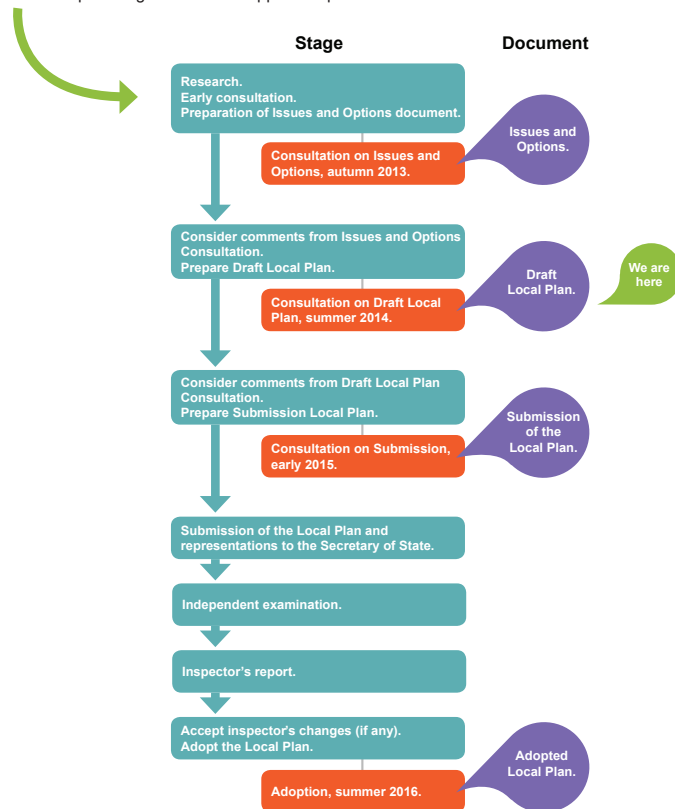 Stage
Document
Research.
Early consultation.
Preparation of Issues and Options document.
Issues and
Options.
Consultation on Issues and
Options, autumn 2013.
Consider comments from Issues and Options
Consultation.
Prepare Draft Local Plan.
Draft
Local Plan.
We are
here
Consultation on Draft Local
Plan, summer 2014.
Consider comments from Draft Local Plan
Consultation.
Prepare Submission Local Plan.
Submission
of the
Local Plan.
Consultation on Submission,
early 2015.
Submission of the Local Plan and
representations to the Secretary of State.
Independent examination.
Inspector's report.
Accept inspector's changes (if any).
Adopt the Local Plan.
Adopted
Local Plan.
Adoption, summer 2016.